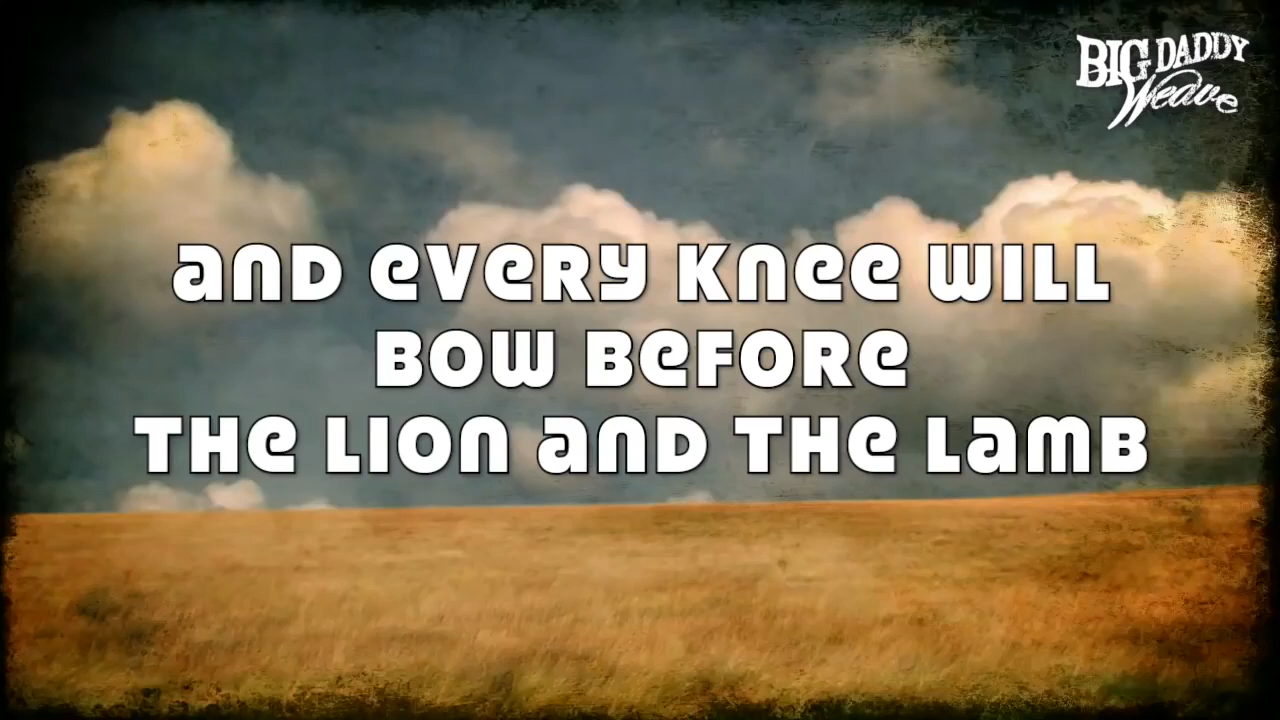 BIG DADDY
Weave
and every knee will
bow before
the lion and the lamb